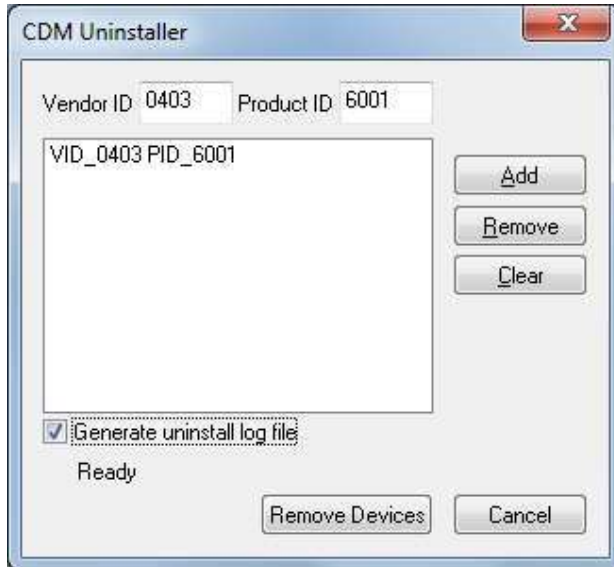 CDM Uninstaller
Vendor ID 0403 Product ID 6001
VID_0403 PID_6001
Add
Remove
Clear
Generate uninstall log file
Ready
Remove Devices Cancel